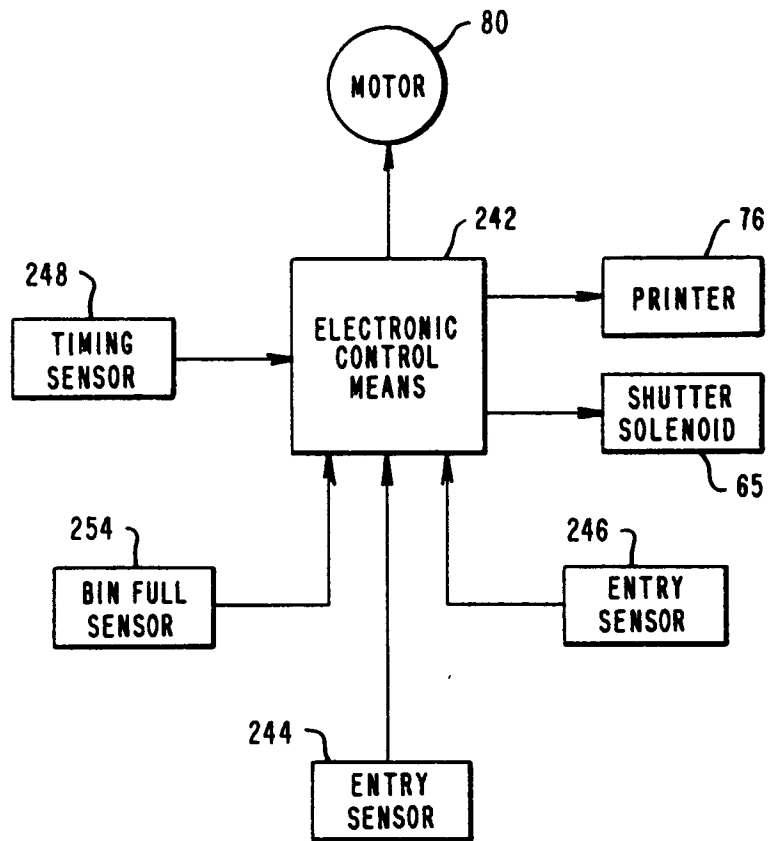 80
MOTOR
242
76
248
PRINTER
TIMING
SENSOR
ELECTRONIC
CONTROL
MEANS
SHUTTER
SOLENOID
65
254
246
BIN FULL
SENSOR
ENTRY
SENSOR
244
ENTRY
SENSOR